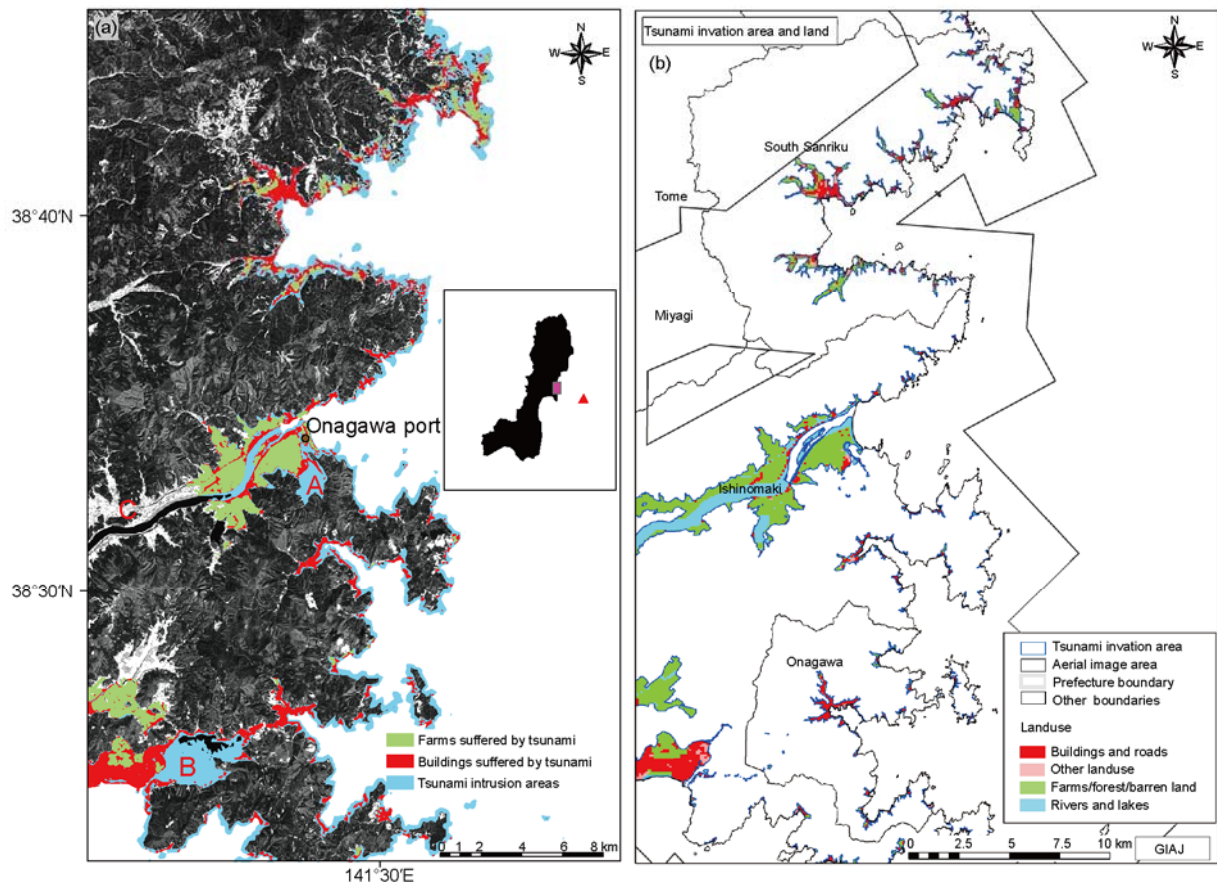 (a)
N
W E
S
38°40′N
Onagawa port
A
C
38°30′N
B
Farms suffered by tsunami
Buildings suffered by tsunami
Tsunami intrusion areas
0 1 2 4 6 8 km
141°30′E
Tsunami invation area and land
(b)
N
W E
S
South Sanriku
Tome
Miyagi
Ishinomaki
Onagawa
Tsunami invation area
Aerial image area
Prefecture boundary
Other boundaries
Landuse
Buildings and roads
Other landuse
Farms/forest/barren land
Rivers and lakes
0 2.5 5 7.5 10 km
GIAJ